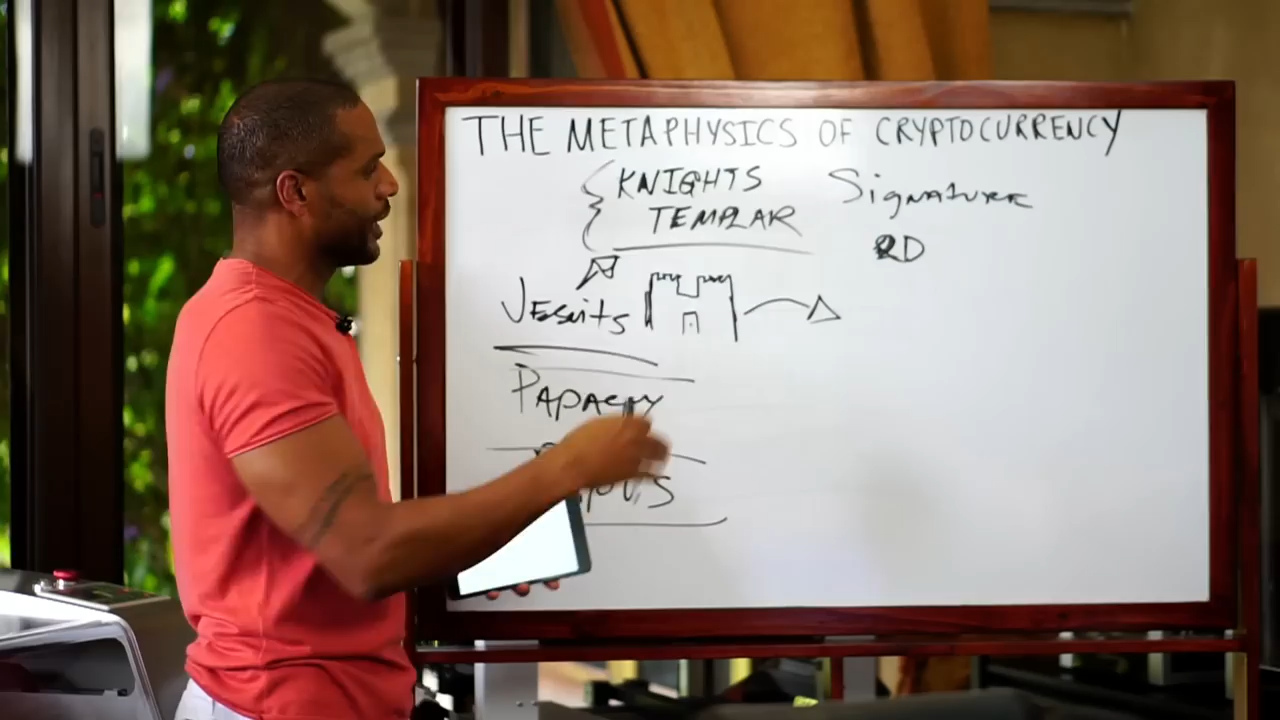 THE METAPHYSICS OF CRYPTOCURRENCY
KNIGHTS
TEMPLAR
Signature
RD
Jesuits
Papacy